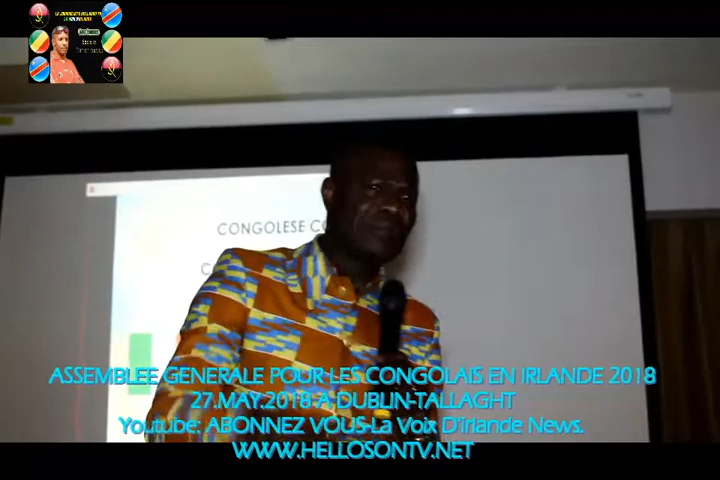 CONGOLESE CO
ASSEMBLEE GENERALE POUR LES CONGOLAIS EN IRLANDE 2018
27.MAY.2018 A DUBLIN-TALLAGHT
Youtube: ABONNEZ VOUS-La Voix D'irlande News.
WWW.HELLOSONTV.NET